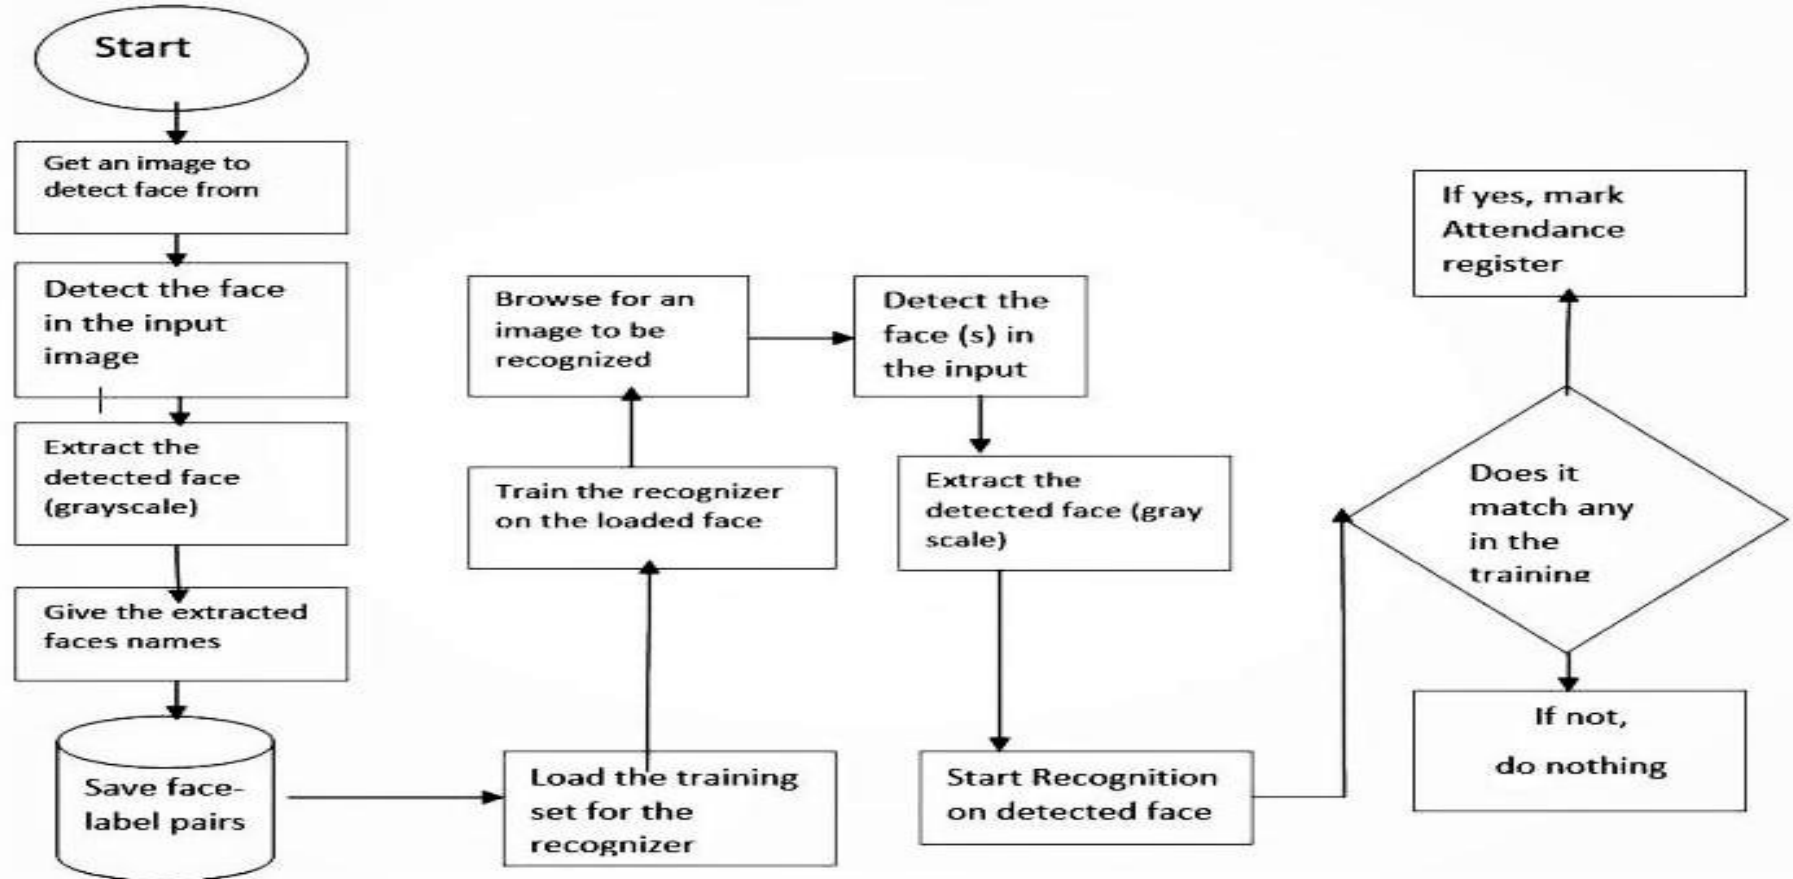 Start
Get an image to
detect face from
Detect the face
in the input
image
Extract the
detected face
(grayscale)
Give the extracted
faces names
Save face-
label pairs
Load the training
set for the
recognizer
Train the recognizer
on the loaded face
Browse for an
image to be
recognized
Detect the
face (s) in
the input
Extract the
detected face (gray
scale)
Start Recognition
on detected face
Does it
match any
in the
training
If yes, mark
Attendance
register
If not,
do nothing